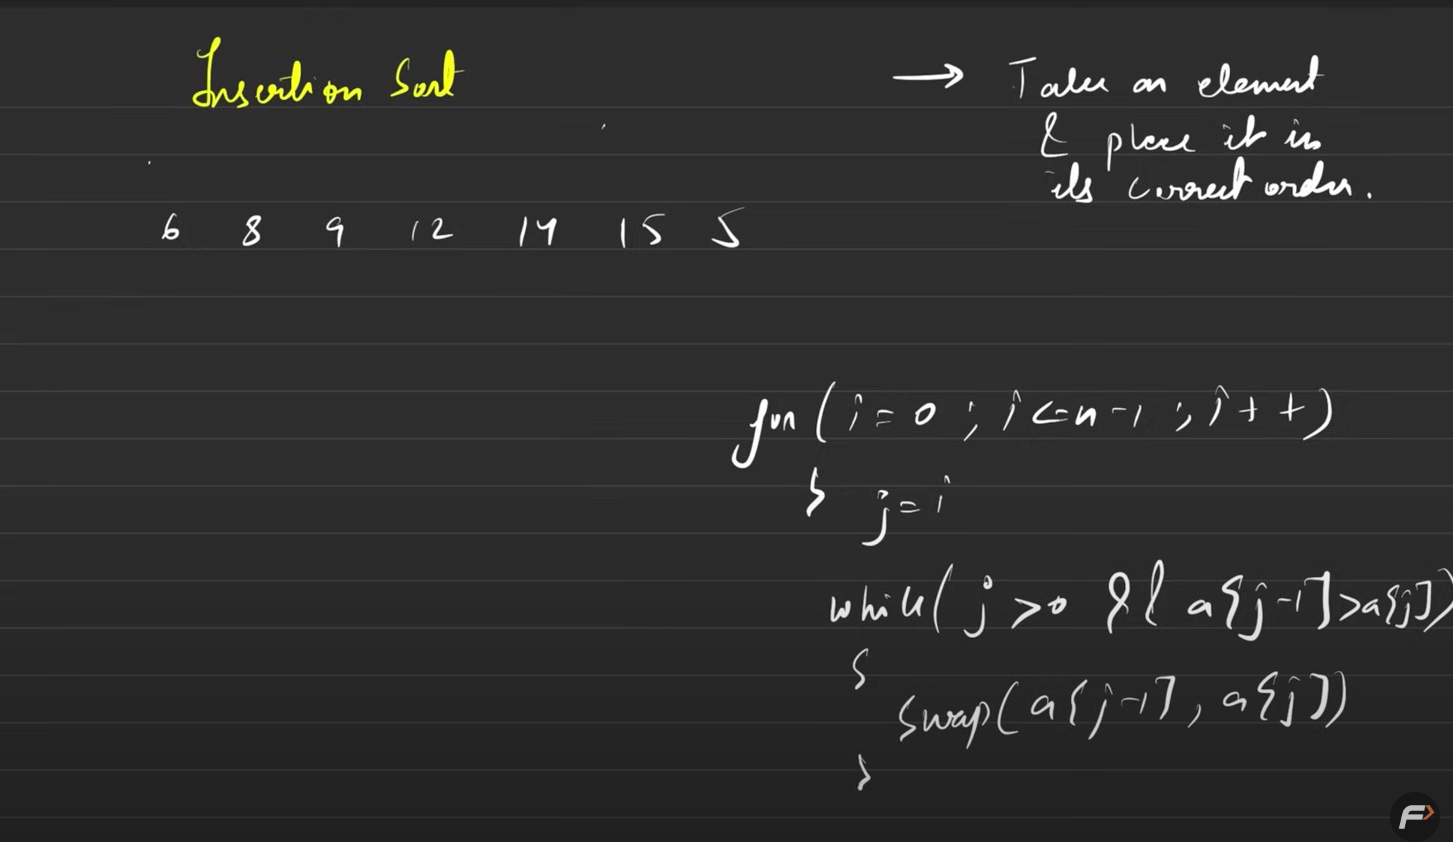 Insertion Sort
→ Takes an element
& place it in
its correct order.
6 8 9 12 14 15 5
for (i=0 ; i<=n-1 ; i++)
{ j=i
while(j>0 && a[j-1]>a[j])
{
swap(a[j-1], a[j])
}